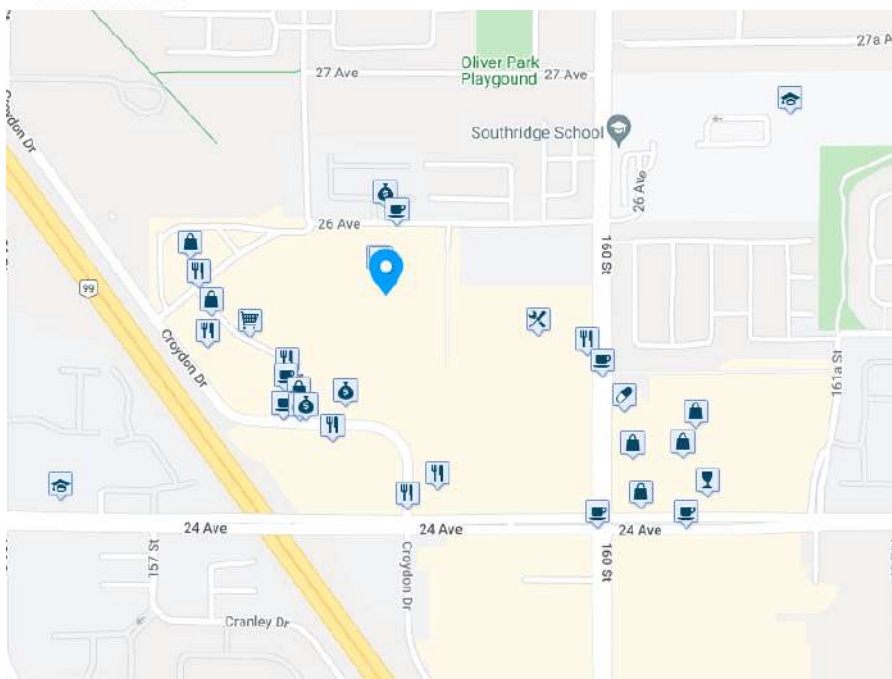 27a A
Oliver Park
Playgound
27 Ave
27 Ave
Croydon Dr
Southridge School
26 Ave
26 Ave
160 St
99
Croydon Dr
161a St
24 Ave
24 Ave
24 Ave
157 St
Croydon Dr
160 St
Cranley Dr